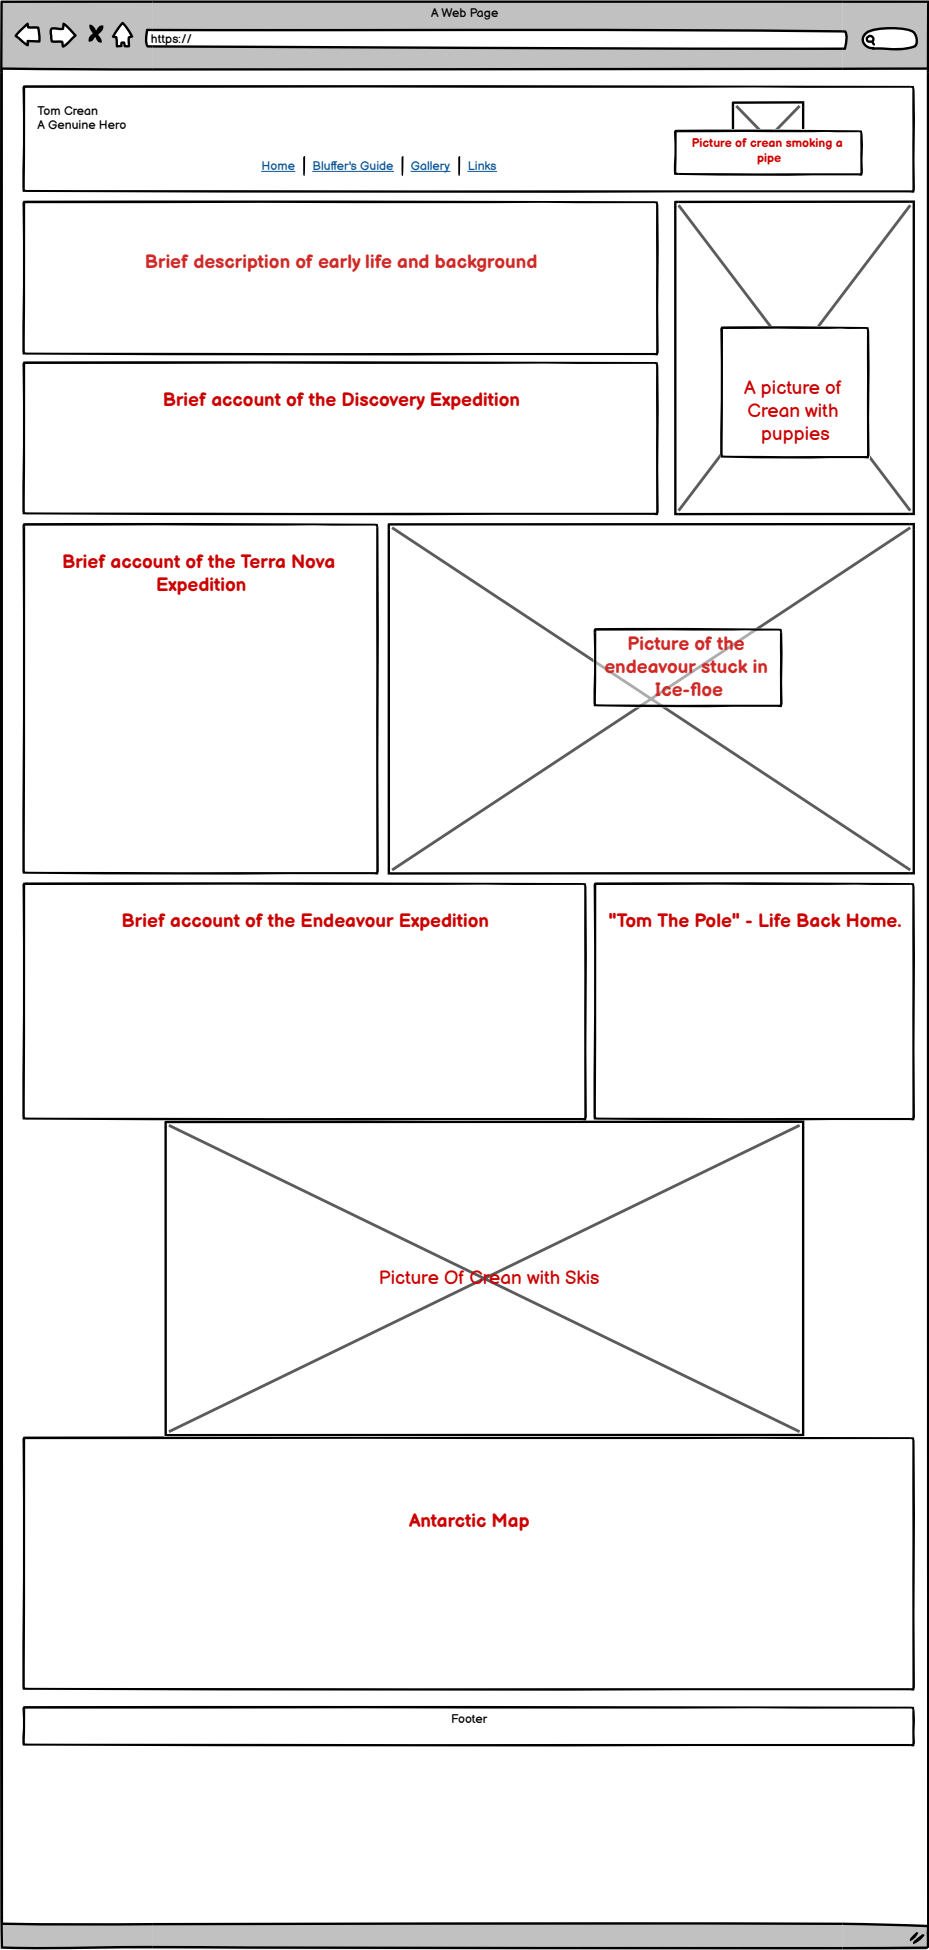 A Web Page
https://
Tom Crean
A Genuine Hero
Picture of crean smoking a
pipe
Home | Bluffer's Guide | Gallery | Links
Brief description of early life and background
A picture of
Crean with
puppies
Brief account of the Discovery Expedition
Brief account of the Terra Nova
Expedition
Picture of the
endeavour stuck in
Ice-floe
Brief account of the Endeavour Expedition
"Tom The Pole" - Life Back Home.
Picture Of Crean with Skis
Antarctic Map
Footer